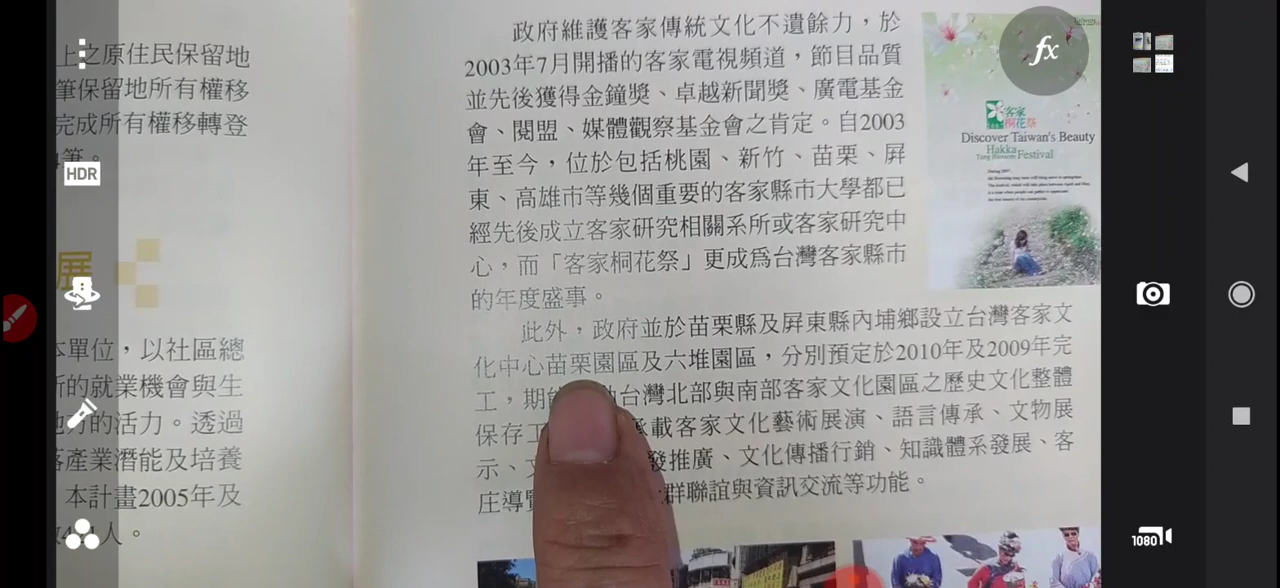 上之原住民保留地
筆保留地所有權移
完成所有權移轉登
筆。
展
本單位，以社區總
新的就業機會與生
地方的活力。透過
落產業潛能及培養
本計畫2005年及
人。
政府維護客家傳統文化不遺餘力，於
2003年7月開播的客家電視頻道，節目品質
並先後獲得金鐘獎、卓越新聞獎、廣電基金
會、閱盟、媒體觀察基金會之肯定。自2003
年至今，位於包括桃園、新竹、苗栗、屏
東、高雄市等幾個重要的客家縣市大學都已
經先後成立客家研究相關系所或客家研究中
心，而「客家桐花祭」更成為台灣客家縣市
的年度盛事。
此外，政府並於苗栗縣及屏東縣內埔鄉設立台灣客家文
化中心苗栗園區及六堆園區，分別預定於2010年及2009年完
工，期 台灣北部與南部客家文化園區之歷史文化整體
保存工 承載客家文化藝術展演、語言傳承、文物展
示、 發推廣、文化傳播行銷、知識體系發展、客
庄導覽 群聯誼與資訊交流等功能。
客家
桐花祭
Discover Taiwan's Beauty
Hakka
Tung Blossom Festival
HDR
fx
1080